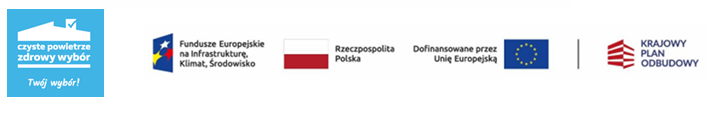 czyste powietrze
zdrowy wybór
Twój wybór!
Fundusze Europejskie
na Infrastrukturę,
Klimat, Środowisko
Rzeczpospolita
Polska
Dofinansowane przez
Unię Europejską
KRAJOWY
PLAN
ODBUDOWY